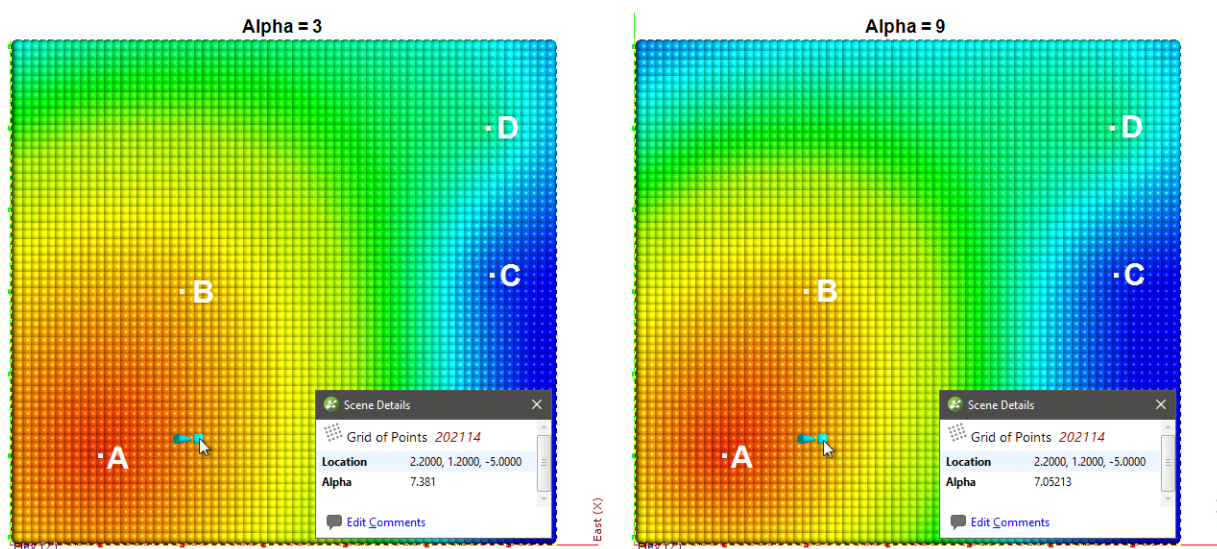 Alpha = 3
D
B
C
A
Scene Details
Grid of Points 202114
Location 2.2000, 1.2000, -5.0000
Alpha 7.381
Edit Comments
East (X)
Alpha = 9
D
B
C
A
Scene Details
Grid of Points 202114
Location 2.2000, 1.2000, -5.0000
Alpha 7.05213
Edit Comments